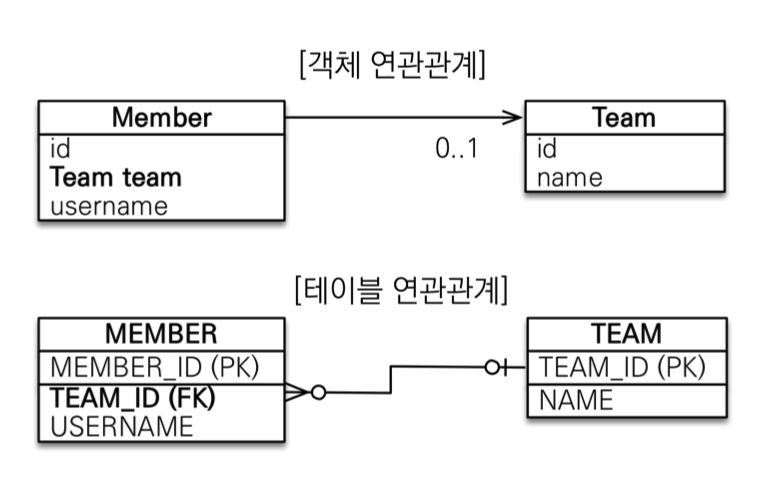 [객체 연관관계]
Member
id
Team team
username
0..1
Team
id
name
[테이블 연관관계]
MEMBER
MEMBER_ID (PK)
TEAM_ID (FK)
USERNAME
TEAM
TEAM_ID (PK)
NAME